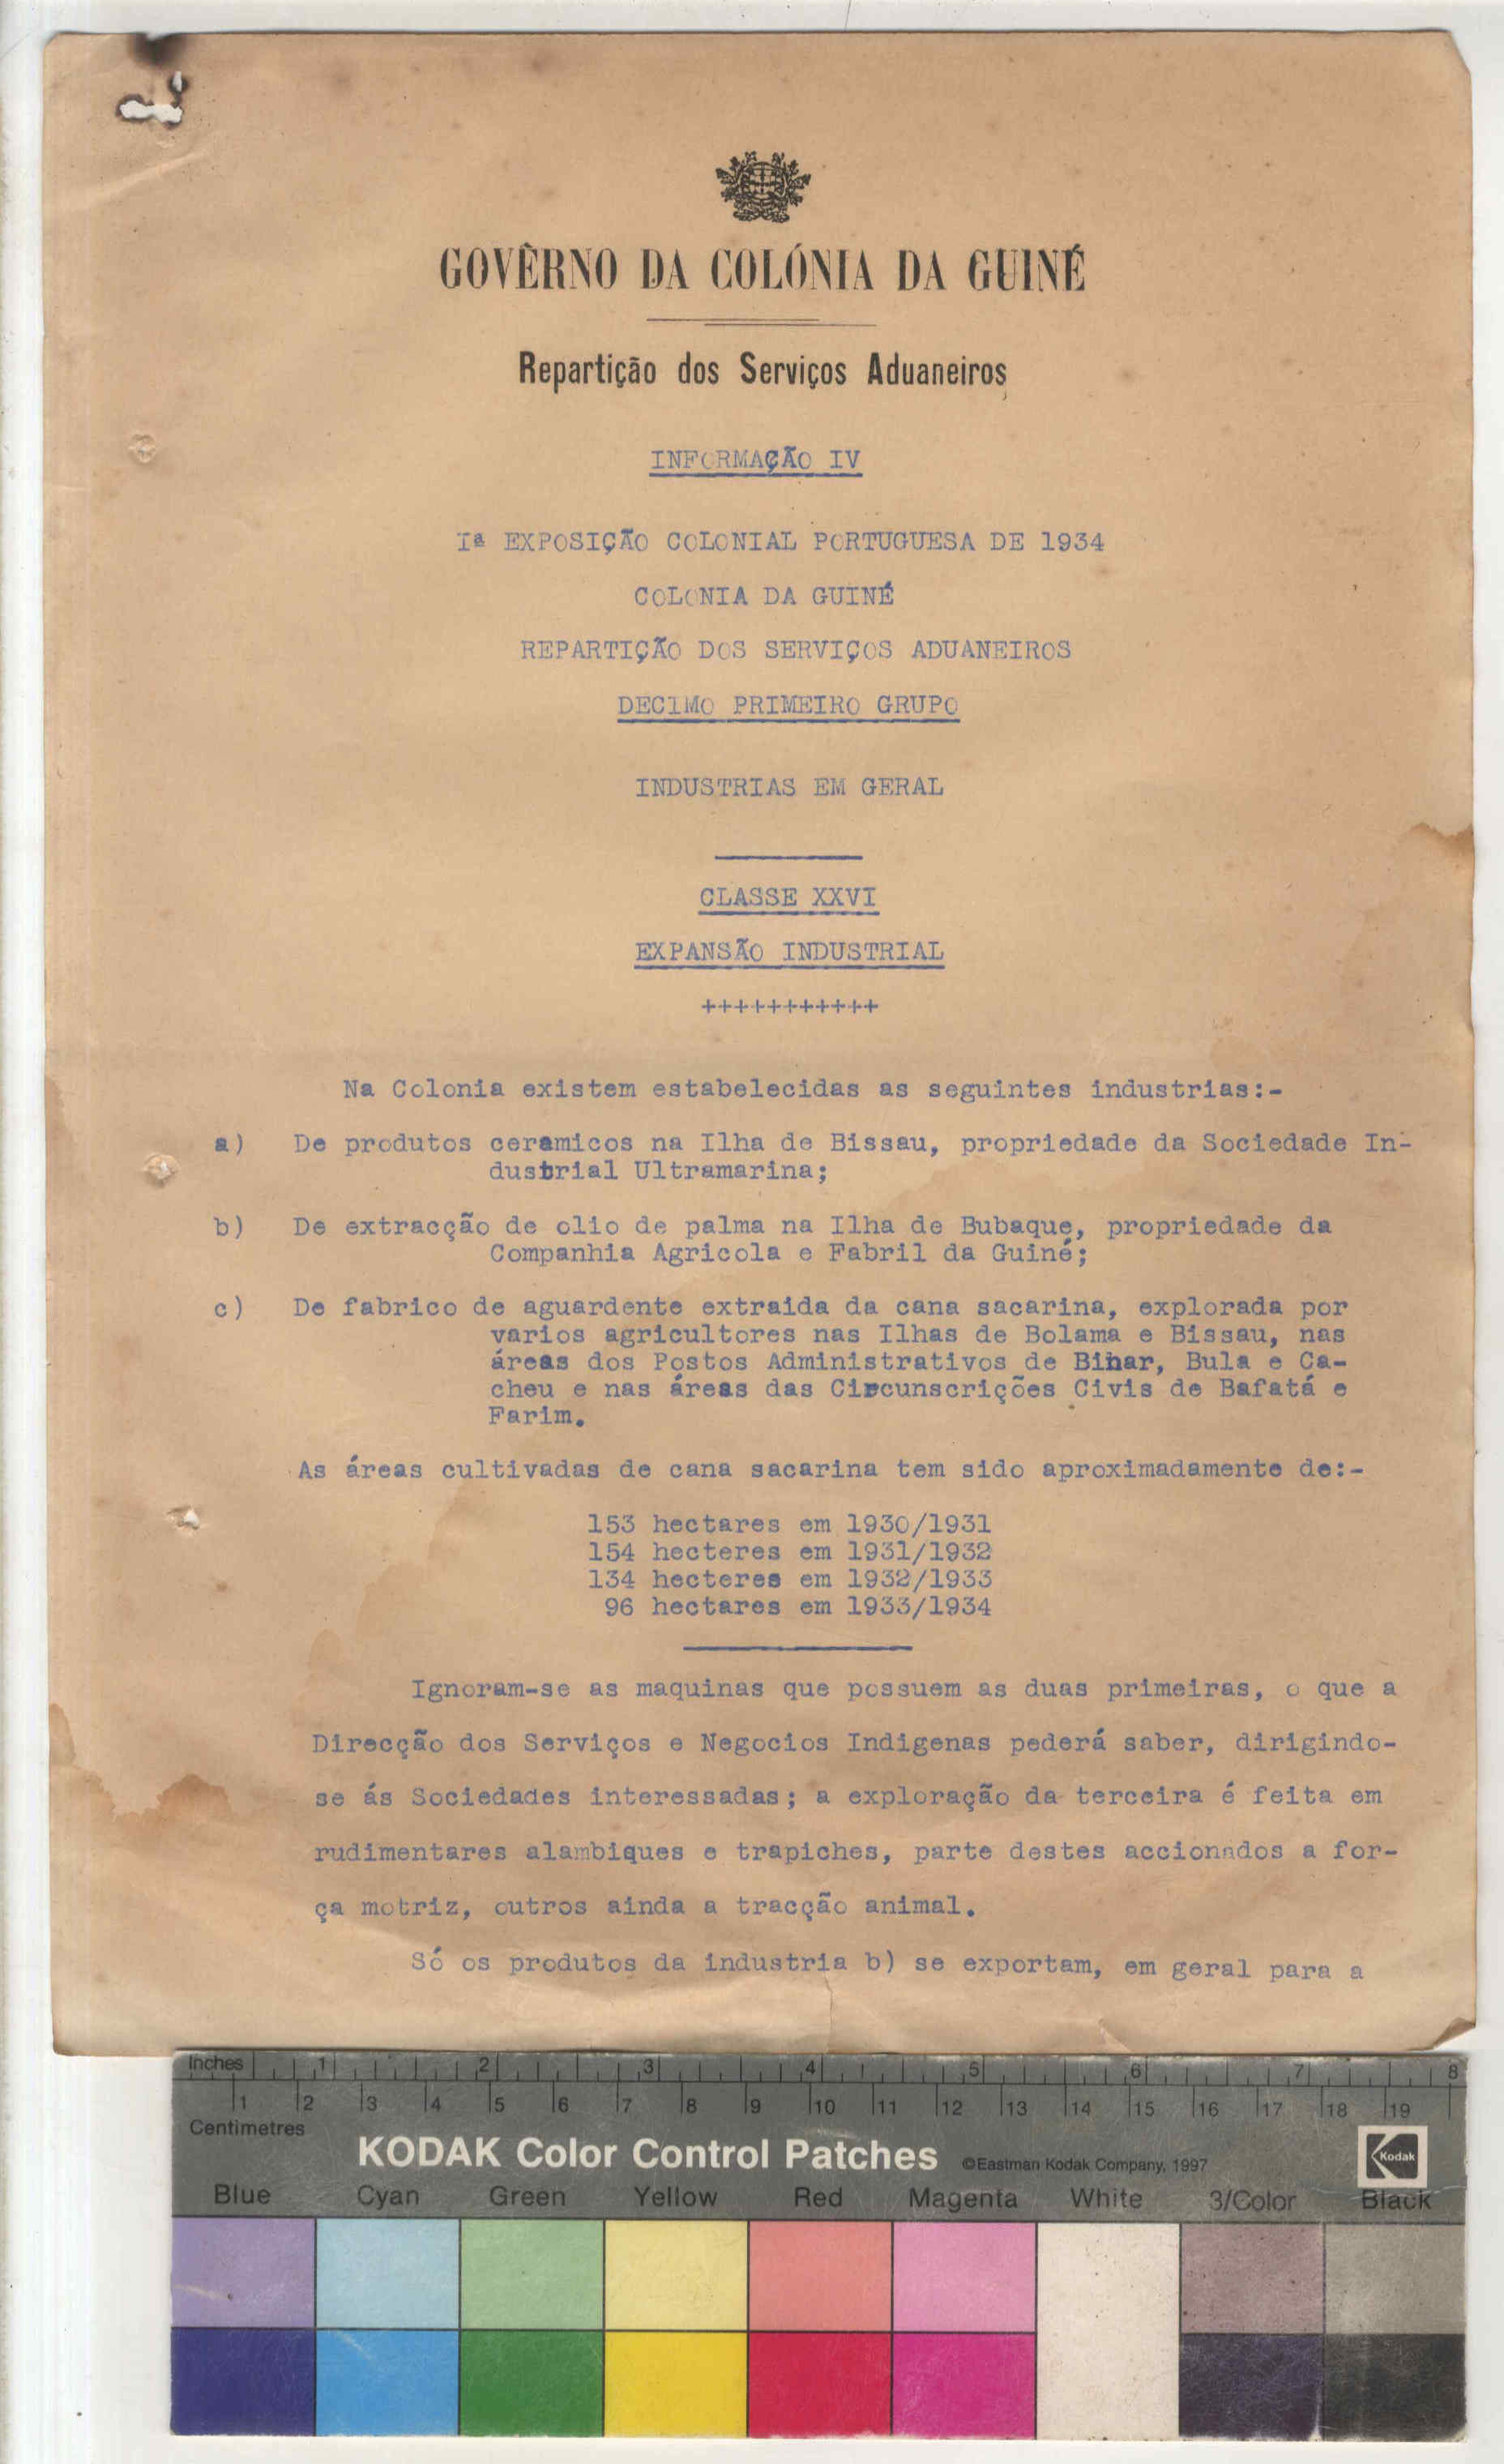 GOVÊRNO DA COLÓNIA DA GUINÉ
Repartição dos Serviços Aduaneiros
INFORMAÇÃO IV
Iª EXPOSIÇÃO COLONIAL PORTUGUESA DE 1934
COLONIA DA GUINÉ
REPARTIÇÃO DOS SERVIÇOS ADUANEIROS
DECIMO PRIMEIRO GRUPO
INDUSTRIAS EM GERAL
CLASSE XXVI
EXPANSÃO INDUSTRIAL
+++++++++++
Na Colonia existem estabelecidas as seguintes industrias:-
a) De produtos ceramicos na Ilha de Bissau, propriedade da Sociedade In-
dustrial Ultramarina;
b) De extracção de olio de palma na Ilha de Bubaque, propriedade da
Companhia Agricola e Fabril da Guiné;
c) De fabrico de aguardente extraida da cana sacarina, explorada por
varios agricultores nas Ilhas de Bolama e Bissau, nas
áreas dos Postos Administrativos de Binar, Bula e Ca-
cheu e nas áreas das Circunscrições Civis de Bafatá e
Farim.
As áreas cultivadas de cana sacarina tem sido aproximadamente de:-
153 hectares em 1930/1931
154 hecteres em 1931/1932
134 hecteres em 1932/1933
96 hectares em 1933/1934
Ignoram-se as maquinas que possuem as duas primeiras, o que a
Direcção dos Serviços e Negocios Indigenas pederá saber, dirigindo-
se ás Sociedades interessadas; a exploração da terceira é feita em
rudimentares alambiques e trapiches, parte destes accionados a for-
ça motriz, outros ainda a tracção animal.
Só os produtos da industria b) se exportam, em geral para a
Inches 1 2 3 4 5 6 7 8
1 2 3 4 5 6 7 8 9 10 11 12 13 14 15 16 17 18 19
Centimetres
KODAK Color Control Patches ©Eastman Kodak Company, 1997 Kodak
Blue Cyan Green Yellow Red Magenta White 3/Color Black